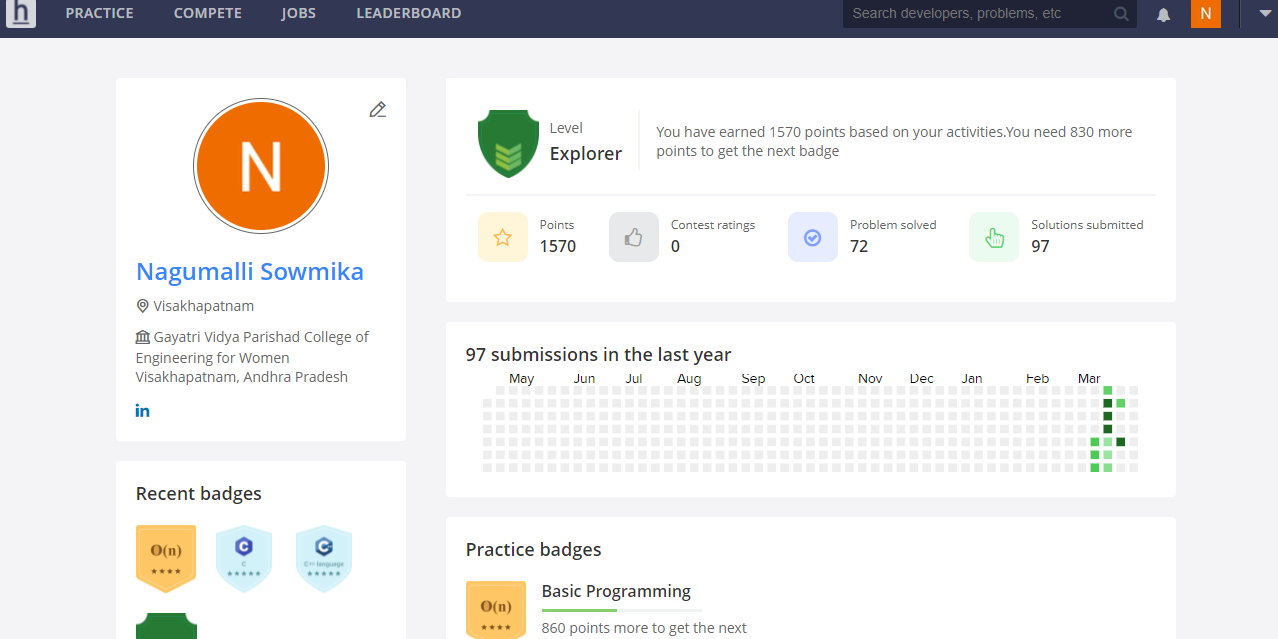 h PRACTICE COMPETE JOBS LEADERBOARD Search developers, problems, etc N
N
Nagumalli Sowmika
Visakhapatnam
Gayatri Vidya Parishad College of
Engineering for Women
Visakhapatnam, Andhra Pradesh
in
Recent badges
O(n)
C
C
C
C++ language
Level
Explorer
You have earned 1570 points based on your activities.You need 830 more
points to get the next badge
Points
1570
Contest ratings
0
Problem solved
72
Solutions submitted
97
97 submissions in the last year
May Jun Jul Aug Sep Oct Nov Dec Jan Feb Mar
Practice badges
O(n)
Basic Programming
860 points more to get the next